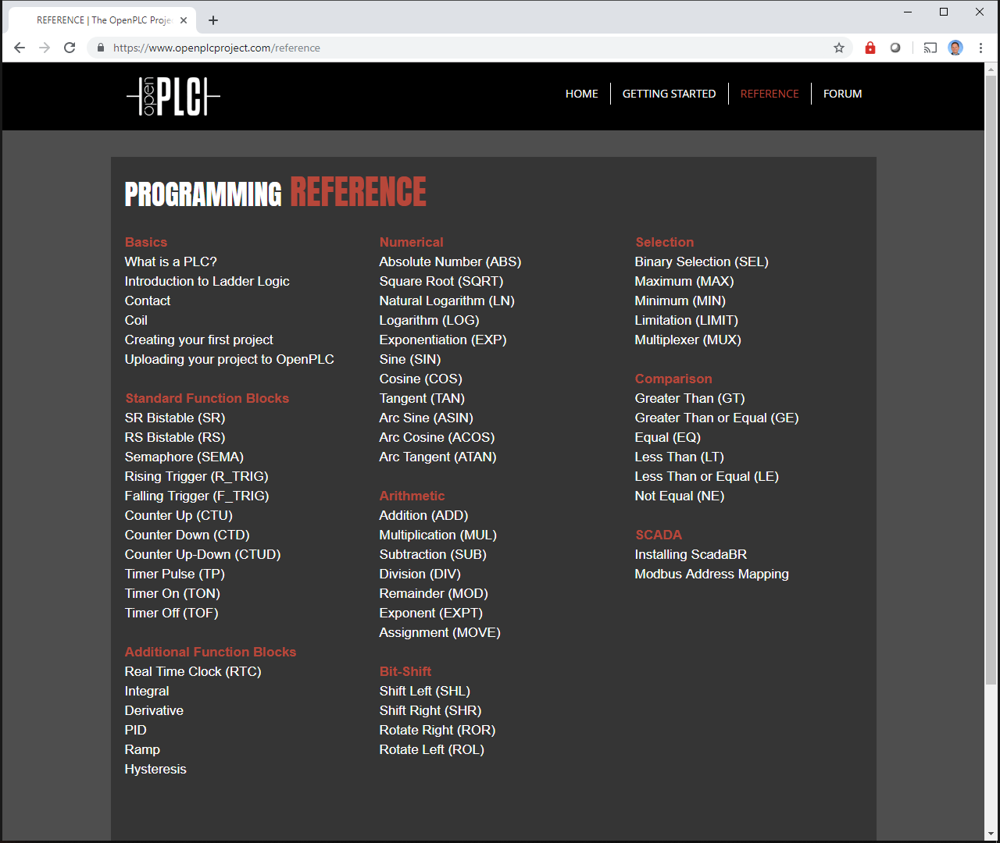 REFERENCE | The OpenPLC Proje
https://www.openplcproject.com/reference
open PLC
HOME
GETTING STARTED
REFERENCE
FORUM
PROGRAMMING REFERENCE
Basics
What is a PLC?
Introduction to Ladder Logic
Contact
Coil
Creating your first project
Uploading your project to OpenPLC
Standard Function Blocks
SR Bistable (SR)
RS Bistable (RS)
Semaphore (SEMA)
Rising Trigger (R_TRIG)
Falling Trigger (F_TRIG)
Counter Up (CTU)
Counter Down (CTD)
Counter Up-Down (CTUD)
Timer Pulse (TP)
Timer On (TON)
Timer Off (TOF)
Additional Function Blocks
Real Time Clock (RTC)
Integral
Derivative
PID
Ramp
Hysteresis
Numerical
Absolute Number (ABS)
Square Root (SQRT)
Natural Logarithm (LN)
Logarithm (LOG)
Exponentiation (EXP)
Sine (SIN)
Cosine (COS)
Tangent (TAN)
Arc Sine (ASIN)
Arc Cosine (ACOS)
Arc Tangent (ATAN)
Arithmetic
Addition (ADD)
Multiplication (MUL)
Subtraction (SUB)
Division (DIV)
Remainder (MOD)
Exponent (EXPT)
Assignment (MOVE)
Bit-Shift
Shift Left (SHL)
Shift Right (SHR)
Rotate Right (ROR)
Rotate Left (ROL)
Selection
Binary Selection (SEL)
Maximum (MAX)
Minimum (MIN)
Limitation (LIMIT)
Multiplexer (MUX)
Comparison
Greater Than (GT)
Greater Than or Equal (GE)
Equal (EQ)
Less Than (LT)
Less Than or Equal (LE)
Not Equal (NE)
SCADA
Installing ScadaBR
Modbus Address Mapping